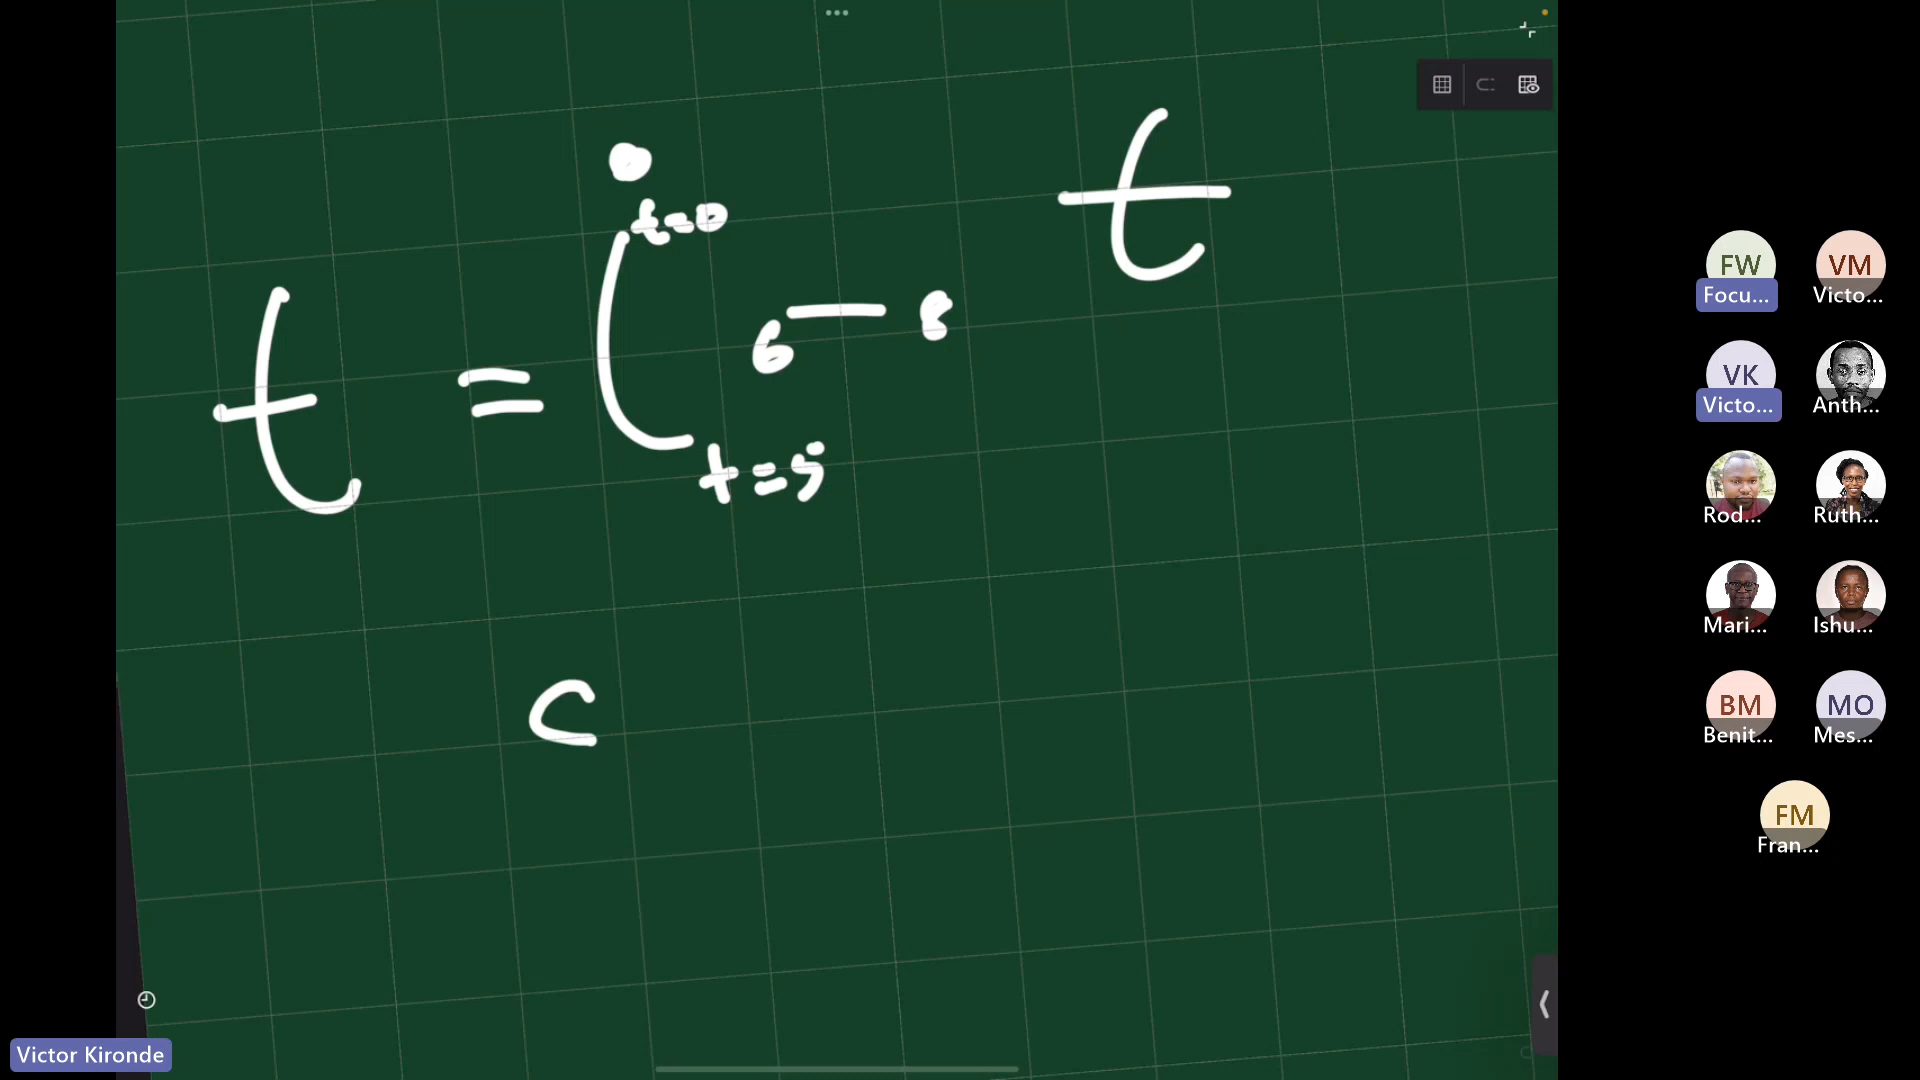 t=0
t
6 — 8
t =
t=5
c
FW
Focu...
VM
Victo...
VK
Victo...
Anth...
Rod...
Ruth...
Mari...
Ishu...
BM
Benit...
MO
Mes...
FM
Fran...
Victor Kironde